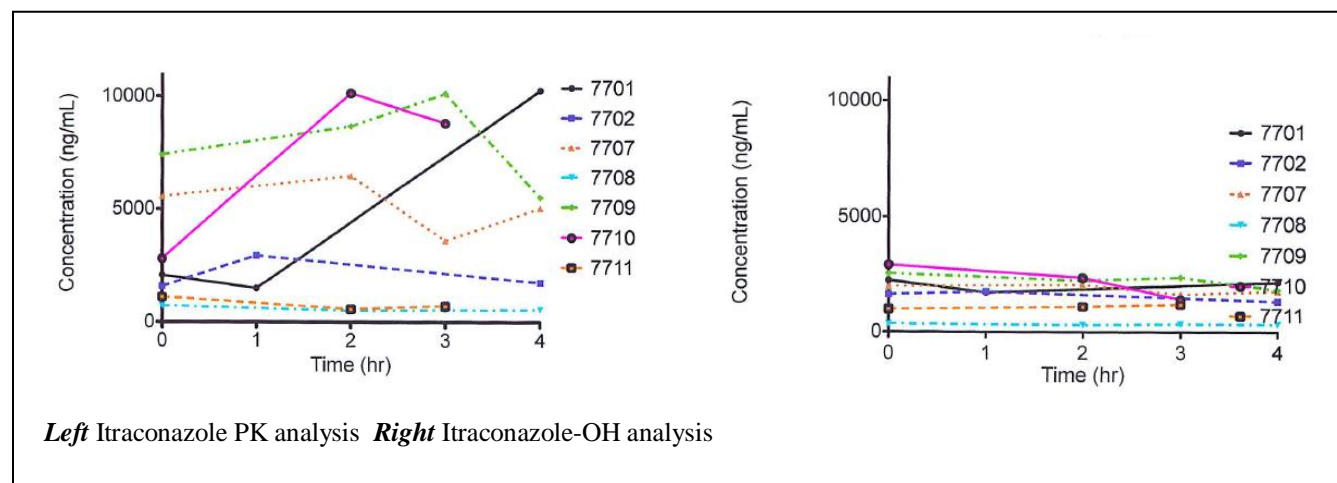 10000
5000
0
Concentration (ng/mL)
0 1 2 3 4
Time (hr)
7701
7702
7707
7708
7709
7710
7711
10000
5000
0
Concentration (ng/mL)
0 1 2 3 4
Time (hr)
7701
7702
7707
7708
7709
7710
7711
Left Itraconazole PK analysis Right Itraconazole-OH analysis